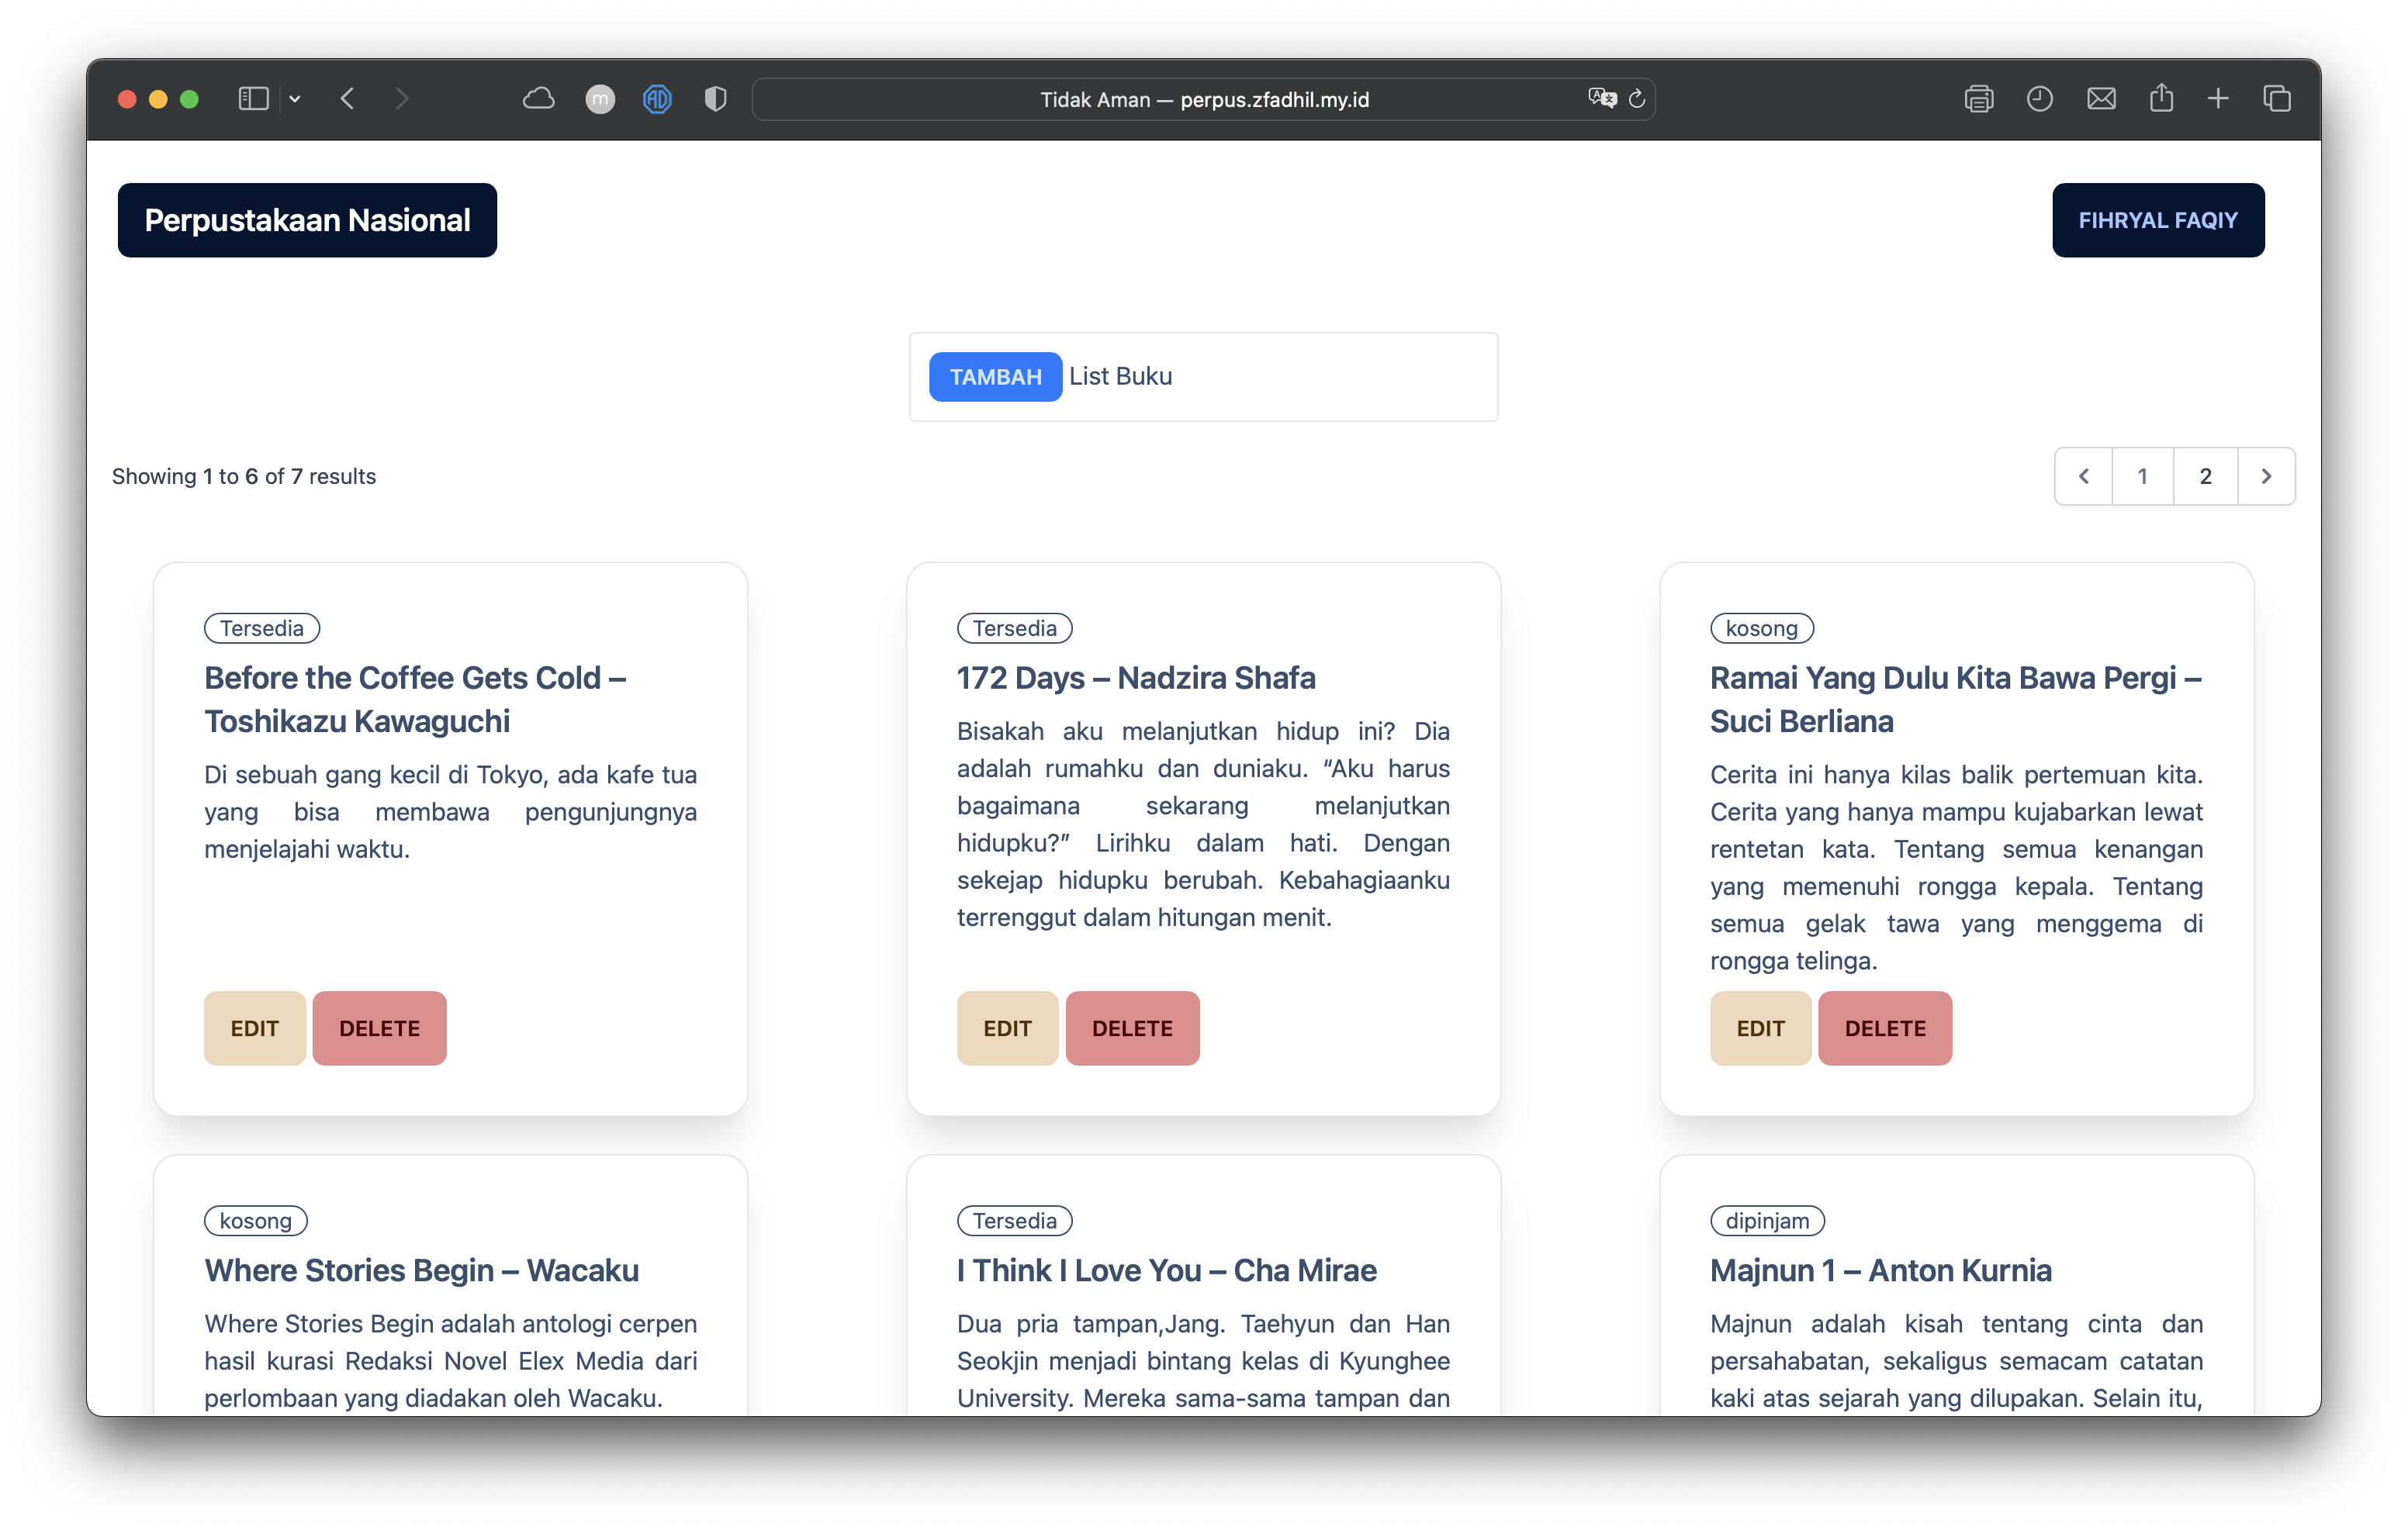 m AD Tidak Aman — perpus.zfadhil.my.id
Perpustakaan Nasional
FIHRYAL FAQIY
TAMBAH List Buku
Showing 1 to 6 of 7 results
1 2
Tersedia
Before the Coffee Gets Cold –
Toshikazu Kawaguchi
Di sebuah gang kecil di Tokyo, ada kafe tua
yang bisa membawa pengunjungnya
menjelajahi waktu.
EDIT DELETE
Tersedia
172 Days – Nadzira Shafa
Bisakah aku melanjutkan hidup ini? Dia
adalah rumahku dan duniaku. “Aku harus
bagaimana sekarang melanjutkan
hidupku?” Lirihku dalam hati. Dengan
sekejap hidupku berubah. Kebahagiaanku
terrenggut dalam hitungan menit.
EDIT DELETE
kosong
Ramai Yang Dulu Kita Bawa Pergi –
Suci Berliana
Cerita ini hanya kilas balik pertemuan kita.
Cerita yang hanya mampu kujabarkan lewat
rentetan kata. Tentang semua kenangan
yang memenuhi rongga kepala. Tentang
semua gelak tawa yang menggema di
rongga telinga.
EDIT DELETE
kosong
Where Stories Begin – Wacaku
Where Stories Begin adalah antologi cerpen
hasil kurasi Redaksi Novel Elex Media dari
perlombaan yang diadakan oleh Wacaku.
Tersedia
I Think I Love You – Cha Mirae
Dua pria tampan,Jang. Taehyun dan Han
Seokjin menjadi bintang kelas di Kyunghee
University. Mereka sama-sama tampan dan
dipinjam
Majnun 1 – Anton Kurnia
Majnun adalah kisah tentang cinta dan
persahabatan, sekaligus semacam catatan
kaki atas sejarah yang dilupakan. Selain itu,